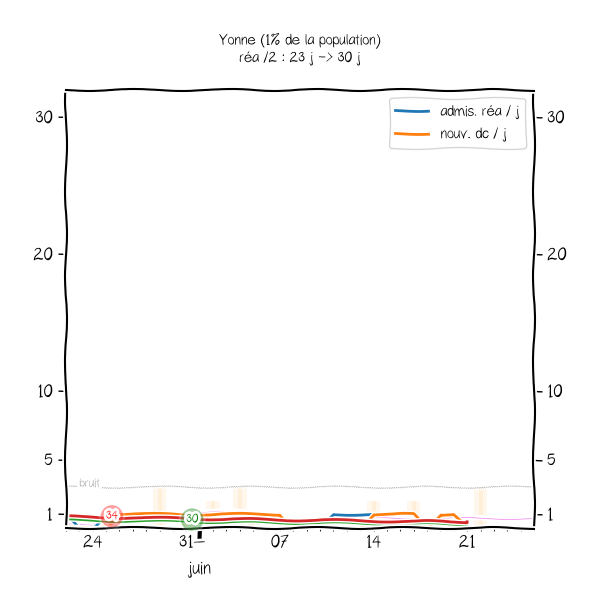 Yonne (1% de la population)
réa /2 : 23 j -> 30 j
admis. réa / j
nouv. dc / j
30 30
20 20
10 10
5 5
bruit
1 34 30 1
24 31 07 14 21
juin